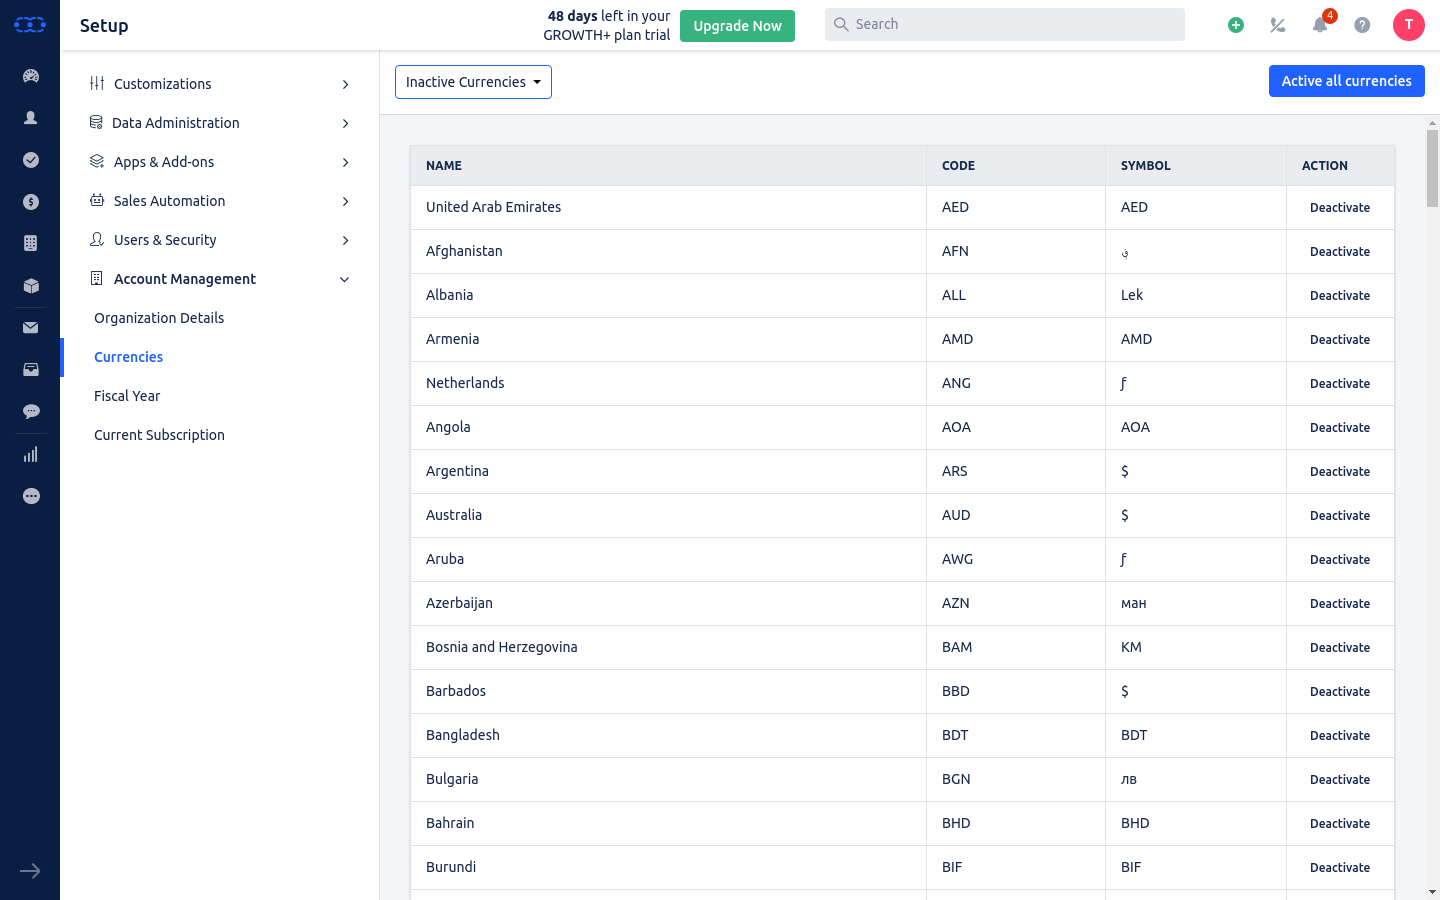 Setup
48 days left in your
GROWTH+ plan trial
Upgrade Now
Search
4
T
Customizations
Data Administration
Apps & Add-ons
Sales Automation
Users & Security
Account Management
Organization Details
Currencies
Fiscal Year
Current Subscription
Inactive Currencies
Active all currencies
NAME CODE SYMBOL ACTION
United Arab Emirates AED AED Deactivate
Afghanistan AFN ؋ Deactivate
Albania ALL Lek Deactivate
Armenia AMD AMD Deactivate
Netherlands ANG ƒ Deactivate
Angola AOA AOA Deactivate
Argentina ARS $ Deactivate
Australia AUD $ Deactivate
Aruba AWG ƒ Deactivate
Azerbaijan AZN ман Deactivate
Bosnia and Herzegovina BAM KM Deactivate
Barbados BBD $ Deactivate
Bangladesh BDT BDT Deactivate
Bulgaria BGN лв Deactivate
Bahrain BHD BHD Deactivate
Burundi BIF BIF Deactivate